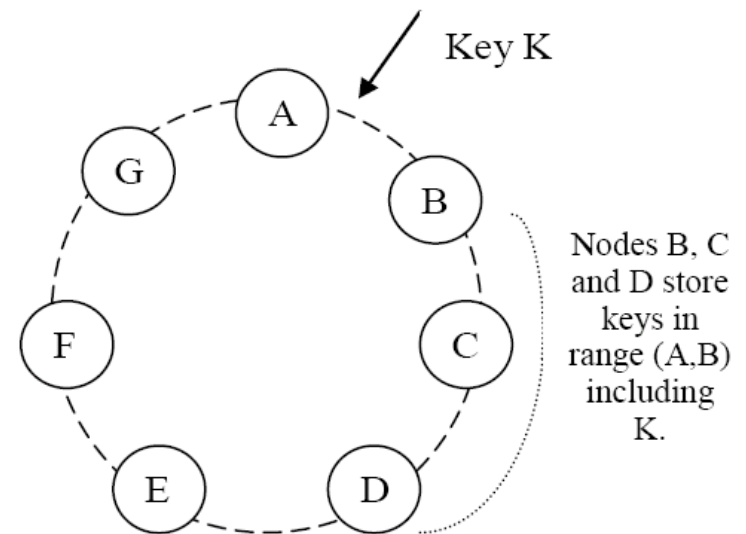 Key K
A
G
B
Nodes B, C
and D store
keys in
range (A,B)
including
K.
F
C
E
D